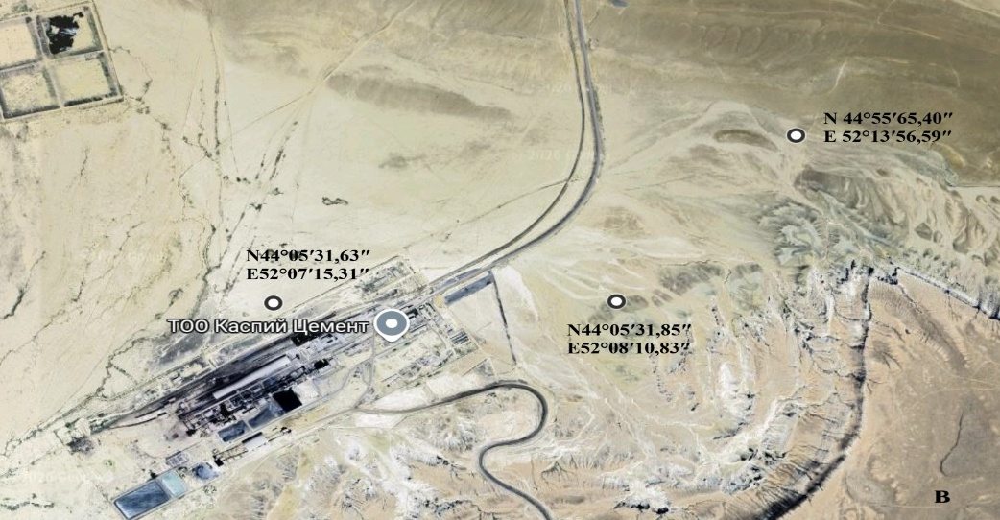 N 44°55′65,40″
E 52°13′56,59″
N44°05′31,63″
E52°07′15,31″
ТОО Каспий Цемент
N44°05′31,85″
E52°08′10,83″
В